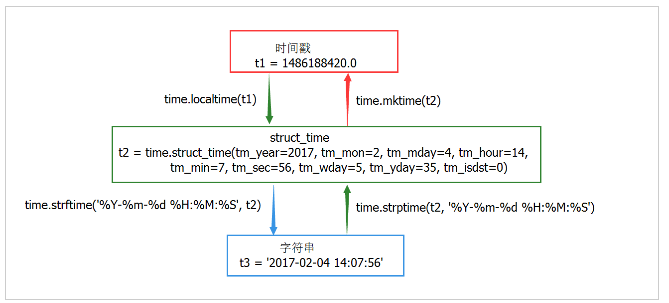 时间戳
t1 = 1486188420.0
time.localtime(t1)
time.mktime(t2)
struct_time
t2 = time.struct_time(tm_year=2017, tm_mon=2, tm_mday=4, tm_hour=14,
tm_min=7, tm_sec=56, tm_wday=5, tm_yday=35, tm_isdst=0)
time.strftime('%Y-%m-%d %H:%M:%S', t2)
time.strptime(t2, '%Y-%m-%d %H:%M:%S')
字符串
t3 = '2017-02-04 14:07:56'